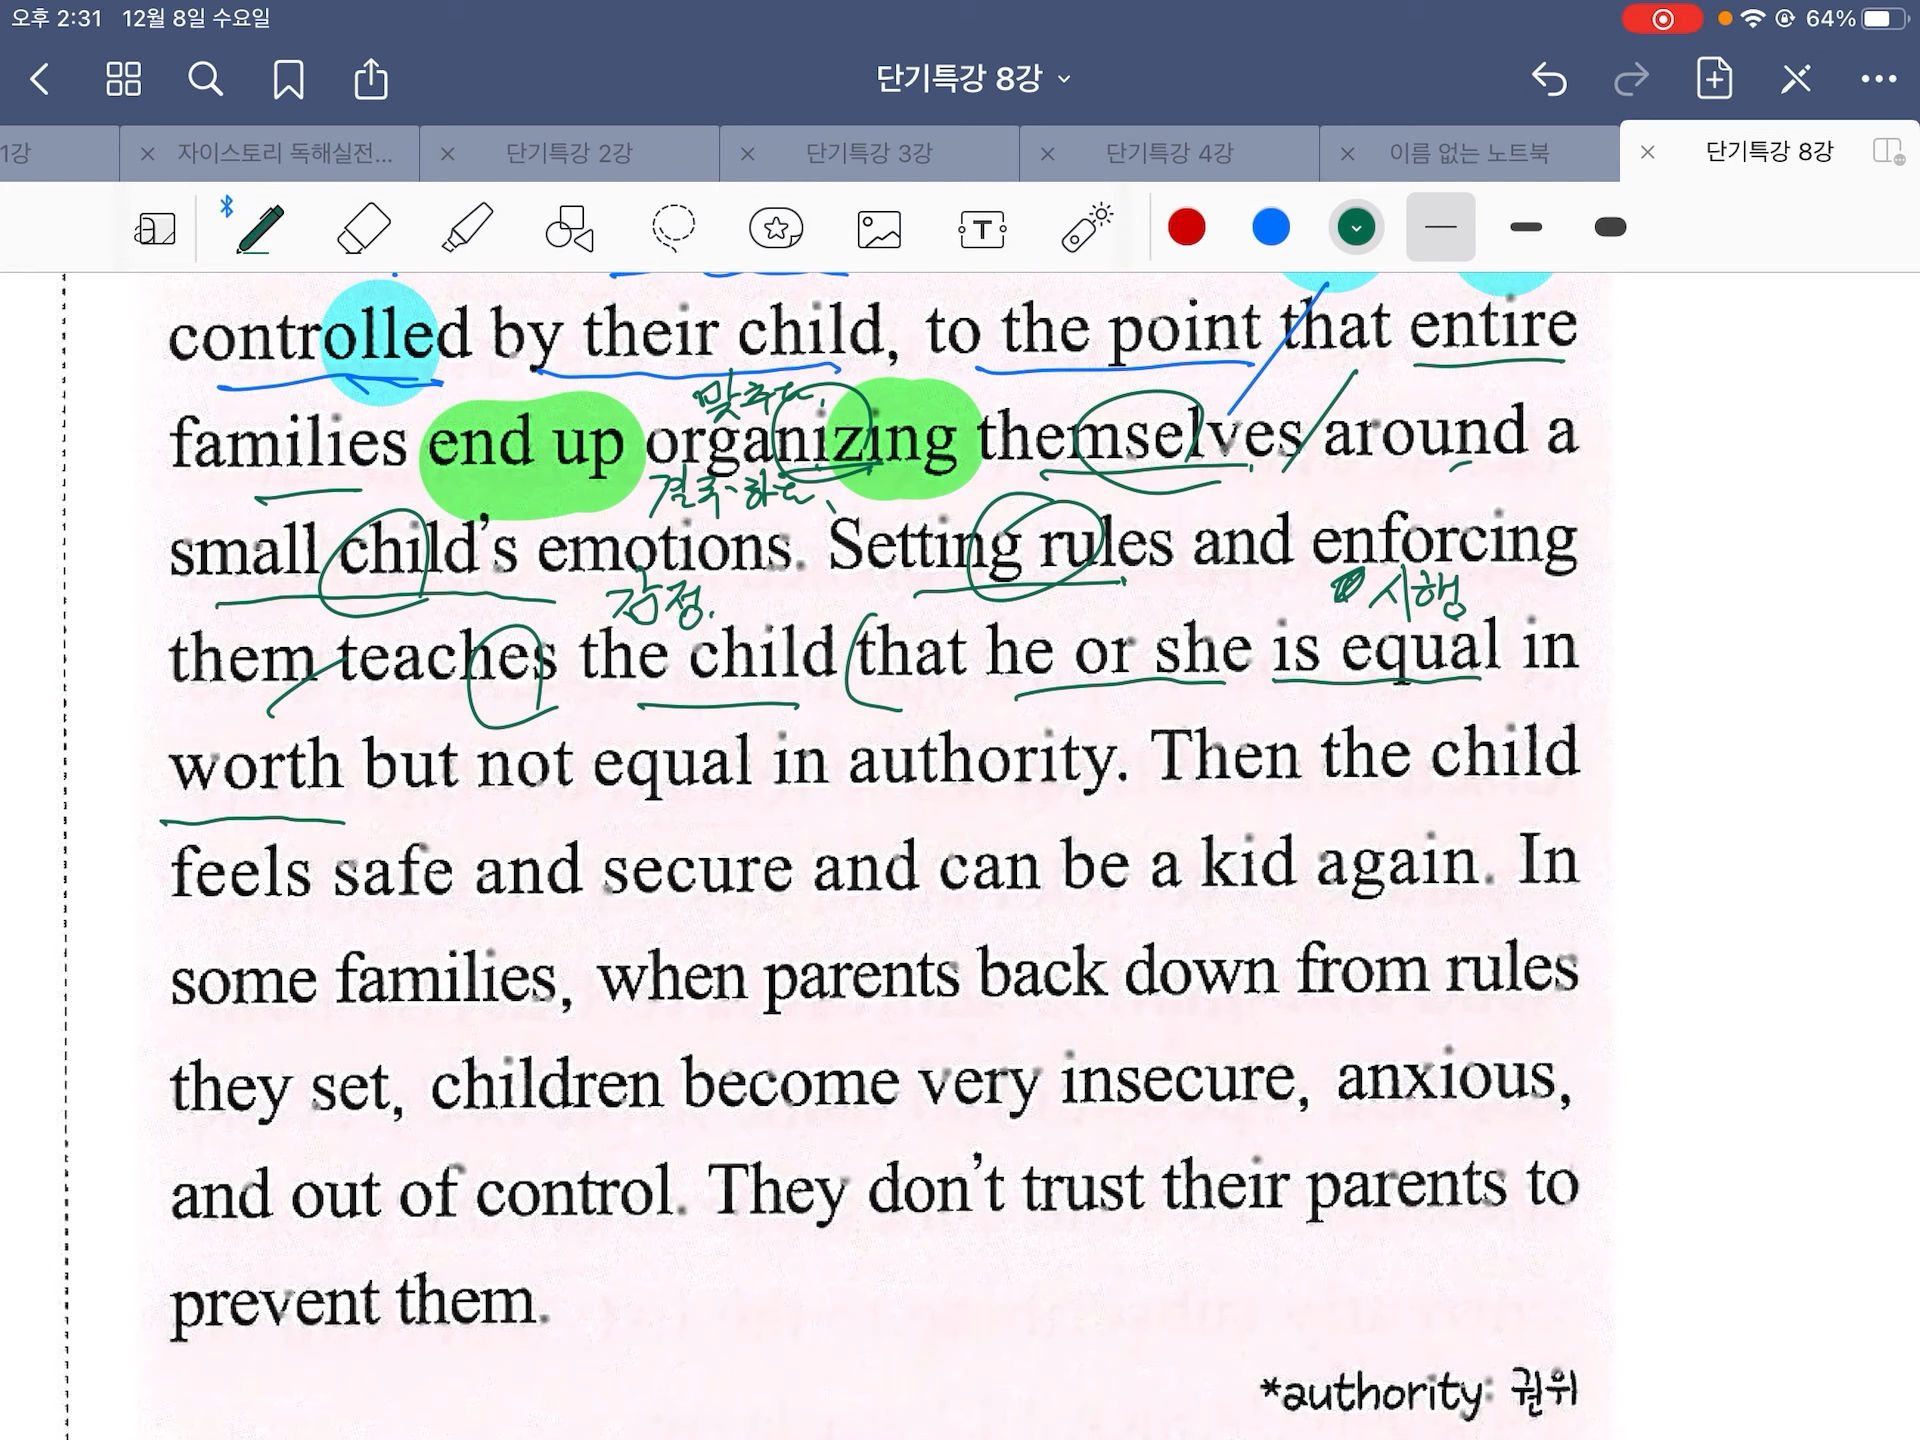 오후 2:31 12월 8일 수요일 64%
단기특강 8강
1강 자이스토리 독해실전... 단기특강 2강 단기특강 3강 단기특강 4강 이름 없는 노트북 단기특강 8강
controlled by their child, to the point that entire
맞추다
families end up organizing themselves around a
결국~하는
small child's emotions. Setting rules and enforcing
감정. 시행
them teaches the child that he or she is equal in
worth but not equal in authority. Then the child
feels safe and secure and can be a kid again. In
some families, when parents back down from rules
they set, children become very insecure, anxious,
and out of control. They don't trust their parents to
prevent them.
*authority: 권위